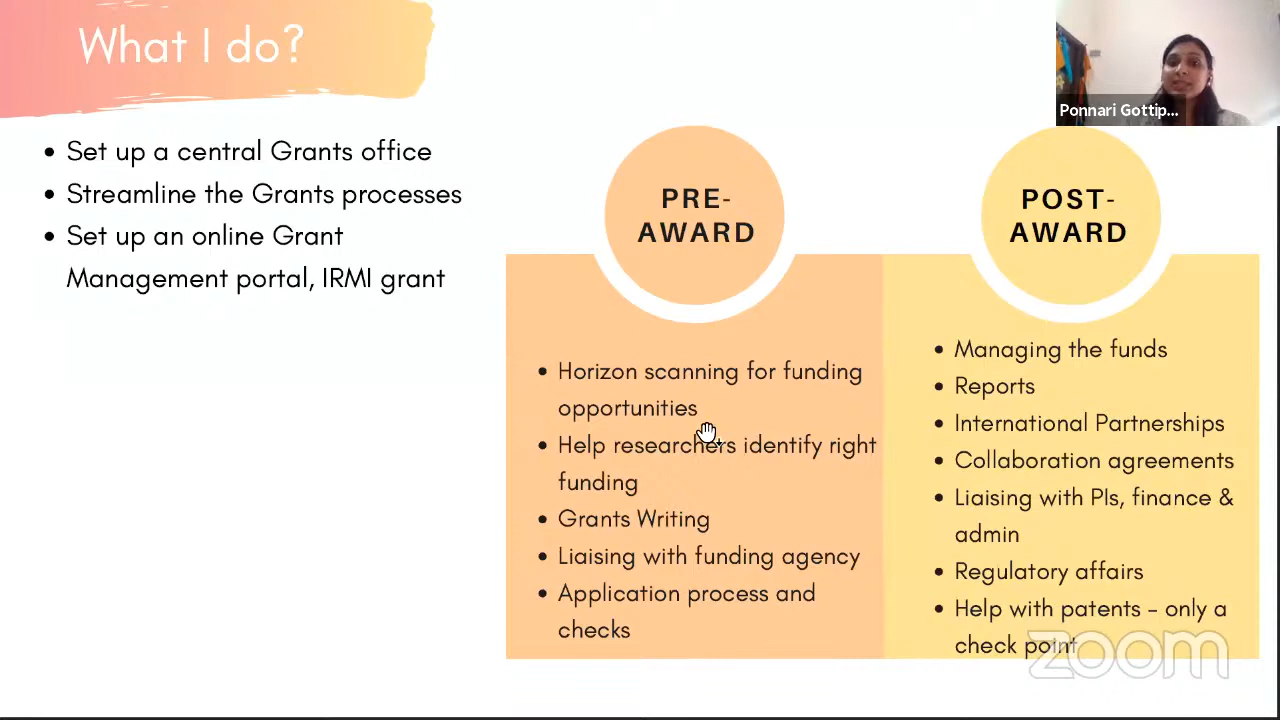 What I do?
Set up a central Grants office
Streamline the Grants processes
Set up an online Grant
Management portal, IRMI grant
PRE-
AWARD
Horizon scanning for funding
opportunities
Help researchers identify right
funding
Grants Writing
Liaising with funding agency
Application process and
checks
POST-
AWARD
Managing the funds
Reports
International Partnerships
Collaboration agreements
Liaising with PIs, finance &
admin
Regulatory affairs
Help with patents - only a
check point
Ponnari Gottip...
zoom